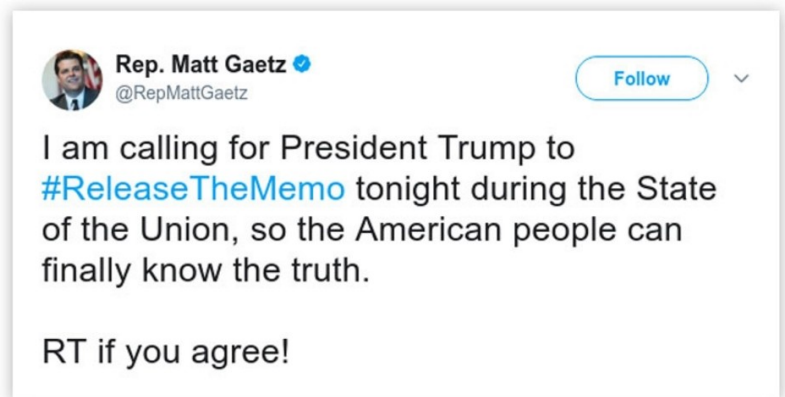 Rep. Matt Gaetz
@RepMattGaetz
Follow
I am calling for President Trump to
#ReleaseTheMemo tonight during the State
of the Union, so the American people can
finally know the truth.
RT if you agree!